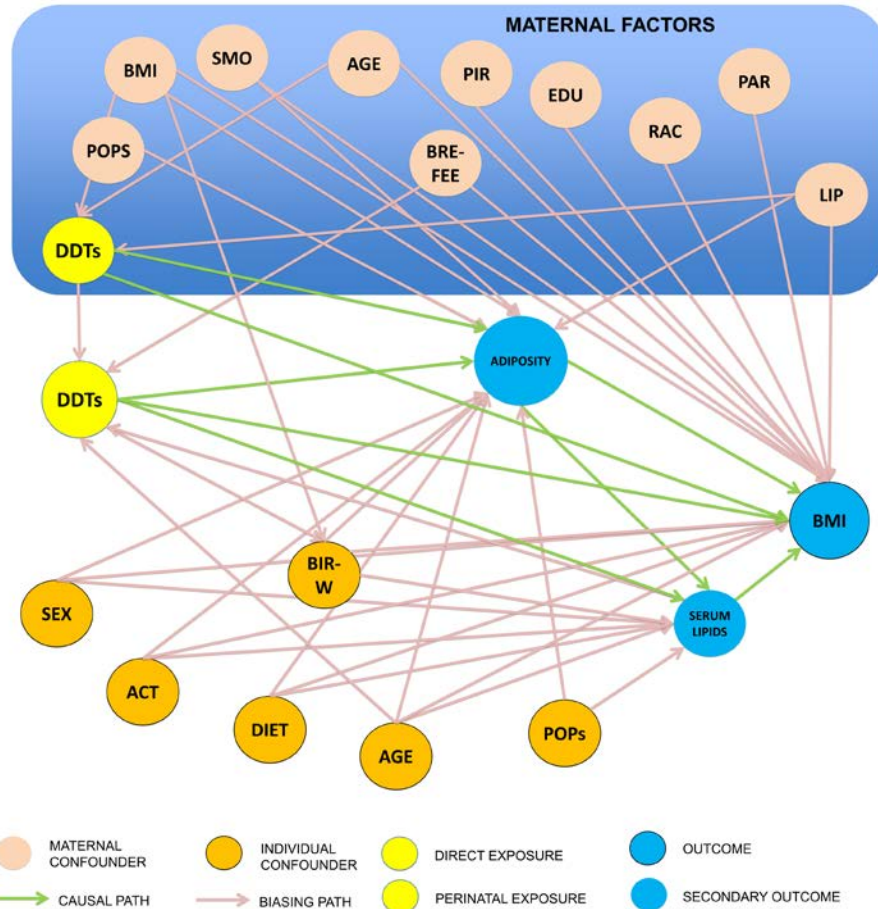 MATERNAL FACTORS
BMI
SMO
AGE
PIR
EDU
PAR
RAC
POPS
BRE-
FEE
LIP
DDTs
DDTs
ADIPOSITY
BMI
BIR-
W
SEX
SERUM
LIPIDS
ACT
DIET
AGE
POPs
MATERNAL
CONFOUNDER
INDIVIDUAL
CONFOUNDER
DIRECT EXPOSURE
OUTCOME
CAUSAL PATH
BIASING PATH
PERINATAL EXPOSURE
SECONDARY OUTCOME